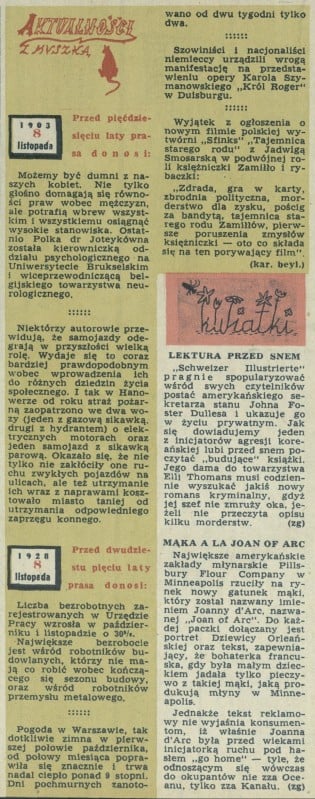 AKTUALNOŚCI
Z MYSZKĄ
1903
8
listopada
Przed pięćdzie-
sięciu laty pra-
sa donosi:
Możemy być dumni z na-
szych kobiet. Nie tylko
głośno domagają się równo-
ści praw wobec mężczyzn,
ale potrafią wbrew wszyst-
kim i wszystkiemu osiągnąć
wysokie stanowiska. Ostat-
nio Polka dr Joteykówna
została kierowniczką od-
działu psychologicznego na
Uniwersytecie Brukselskim
i wiceprzewodniczącą bel-
gijskiego towarzystwa neu-
rologicznego.
::::::
Niektórzy autorowie prze-
widują, że samojazdy ode-
grają w przyszłości wielką
rolę. Wydaje się to coraz
bardziej prawdopodobnym
wobec wprowadzenia ich
do różnych dziedzin życia
społecznego. I tak w Hano-
werze od roku straż pożar-
ną zaopatrzono we dwa wo-
zy (jeden z gazową sikawką,
drugi z hydrantem) o elek-
trycznych motorach oraz
jeden samojazd z sikawką
parową. Okazało się, że nie
tylko nie zakłóciły one ru-
chu zwykłych pojazdów na
ulicach, ale też utrzymanie
ich wraz z naprawami kosz-
towało miasto taniej od
utrzymania odpowiedniego
zaprzęgu konnego.
1928
8
listopada
Przed dwudzie-
stu pięciu laty
prasa donosi:
Liczba bezrobotnych za-
rejestrowanych w Urzędzie
Pracy wzrosła w paździer-
niku i listopadzie o 30%.
Największe bezrobocie
jest wśród robotników bu-
dowlanych, którzy nie ma-
ją co robić wobec kończą-
cego się sezonu budowy,
oraz wśród robotników
przemysłu metalowego.
::::::
Pogoda w Warszawie, tak
dotkliwie zimna w pierw-
szej połowie października,
od połowy miesiąca popra-
wiła się znacznie i trwa
nadal ciepło ponad 9 stopni.
Dni pochmurnych zanoto-
wano od dwu tygodni tylko
dwa.
::::::
Szowiniści i nacjonaliści
niemieccy urządzili wrogą
manifestację na przedsta-
wieniu opery Karola Szy-
manowskiego „Król Roger"
w Duisburgu.
::::::
Wyjątek z ogłoszenia o
nowym filmie polskiej wy-
twórni „Sfinks" „Tajemnica
starego rodu" z Jadwigą
Smosarską w podwójnej ro-
li księżniczki Zamiłło i ry-
baczki:
„Zdrada, gra w karty,
zbrodnia polityczna, mor-
derstwo dla zysku, pościg
za bandytą, tajemnica sta-
rego rodu Zamiłłów, pierw-
sze poruszenia zmysłów
księżniczki — oto co składa
się na ten porywający film".
(kar. beyl.)
kwiatki
LEKTURA PRZED SNEM
„Schweizer Illustrierte"
pragnie spopularyzować
wśród swych czytelników
postać amerykańskiego se-
kretarza stanu Johna Fo-
ster Dullesa i ukazuje go
w życiu prywatnym. Jak
się dowiadujemy jeden
z inicjatorów agresji kore-
ańskiej lubi przed snem po-
czytać „budujące" książki.
Jego dama do towarzystwa
Elli Thomans musi codzien-
nie wyszukać jakiś nowy
romans kryminalny, gdyż
jej szef nie zmruży oka, je-
żeli nie przeczyta opisu
kilku morderstw. (zg)
MĄKA A LA JOAN OF ARC
Największe amerykańskie
zakłady młynarskie Pills-
bury Flour Company w
Minneapolis rzuciły na ry-
nek nowy gatunek mąki,
który został nazwany imie-
niem Joanny d'Arc, nazwa-
nej „Joan of Arc". Do każ-
dej paczki dołączany jest
portret Dziewicy Orleań-
skiej oraz tekst, zapewnia-
jący, że bohaterka francu-
ska, gdy była małym dziec-
kiem jadała tylko pieczy-
wo z takiej mąki, jaką pro-
dukują młyny w Minne-
apolis.
Jednakże tekst reklamo-
wy nie wyjaśnia konsumen-
tom, iż właśnie Joanna
d'Arc była przed wiekami
inicjatorką ruchu pod ha-
słem „go home" — tyle, że
odnoszącym się wówczas
do okupantów nie zza Oce-
anu, tylko zza Kanału. (zg)